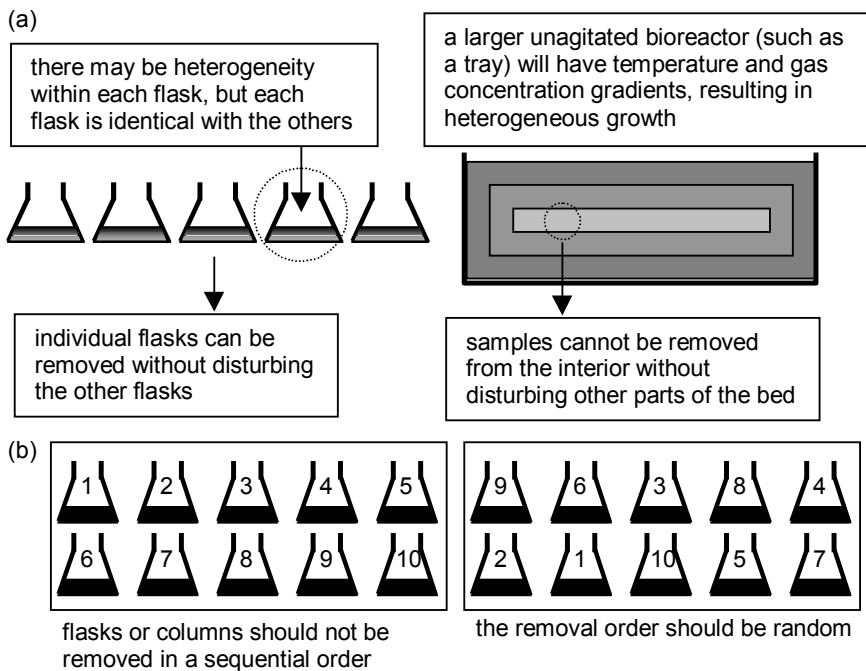 (a)
there may be heterogeneity
within each flask, but each
flask is identical with the others
a larger unagitated bioreactor (such as
a tray) will have temperature and gas
concentration gradients, resulting in
heterogeneous growth
individual flasks can be
removed without disturbing
the other flasks
samples cannot be removed
from the interior without
disturbing other parts of the bed
(b)
1 2 3 4 5
6 7 8 9 10
flasks or columns should not be
removed in a sequential order
9 6 3 8 4
2 1 10 5 7
the removal order should be random